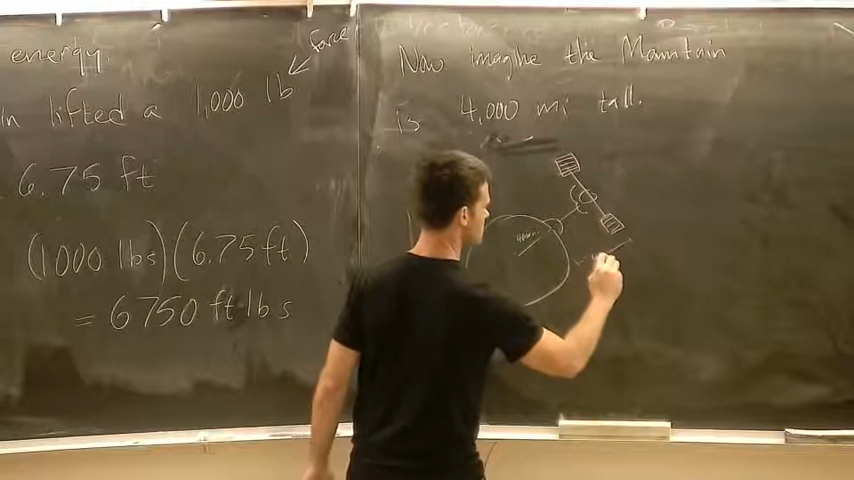 energy.
force
lifted a 1,000 lb
6.75 ft
(1000 lbs)(6.75 ft)
= 6750 ft·lbs
Now imagine the Mountain
is 4,000 mi tall.